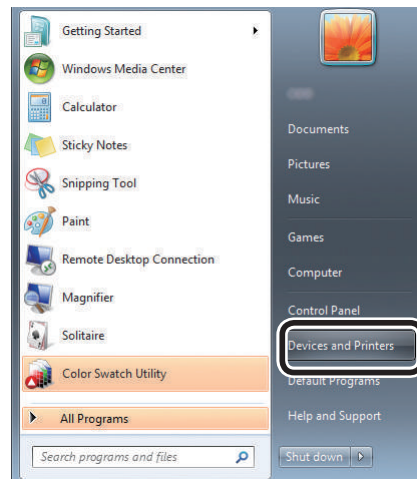 Getting Started
Windows Media Center
Calculator
Sticky Notes
Snipping Tool
Paint
Remote Desktop Connection
Magnifier
Solitaire
Color Swatch Utility
All Programs
Search programs and files
Documents
Pictures
Music
Games
Computer
Control Panel
Devices and Printers
Default Programs
Help and Support
Shut down